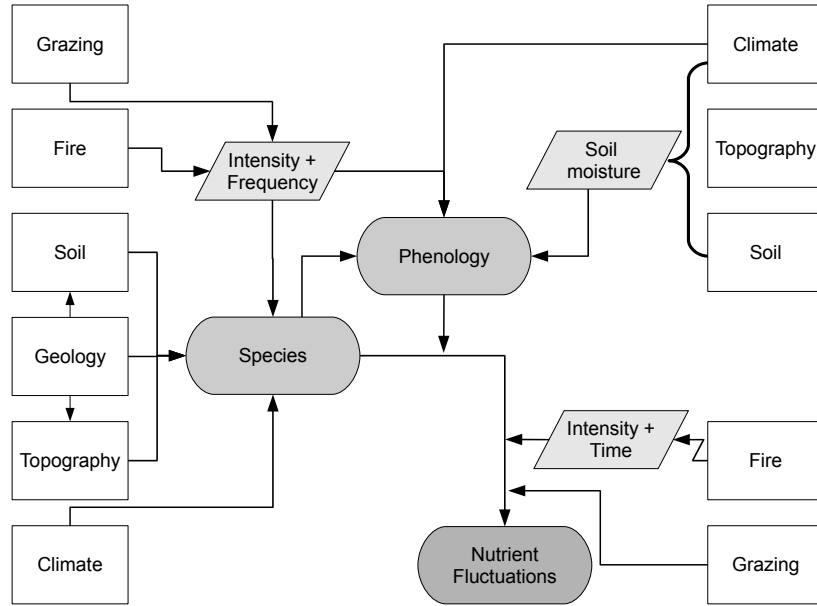 Grazing
Climate
Fire
Intensity +
Frequency
Soil
moisture
Topography
Soil
Phenology
Soil
Geology
Species
Topography
Intensity +
Time
Fire
Climate
Nutrient
Fluctuations
Grazing